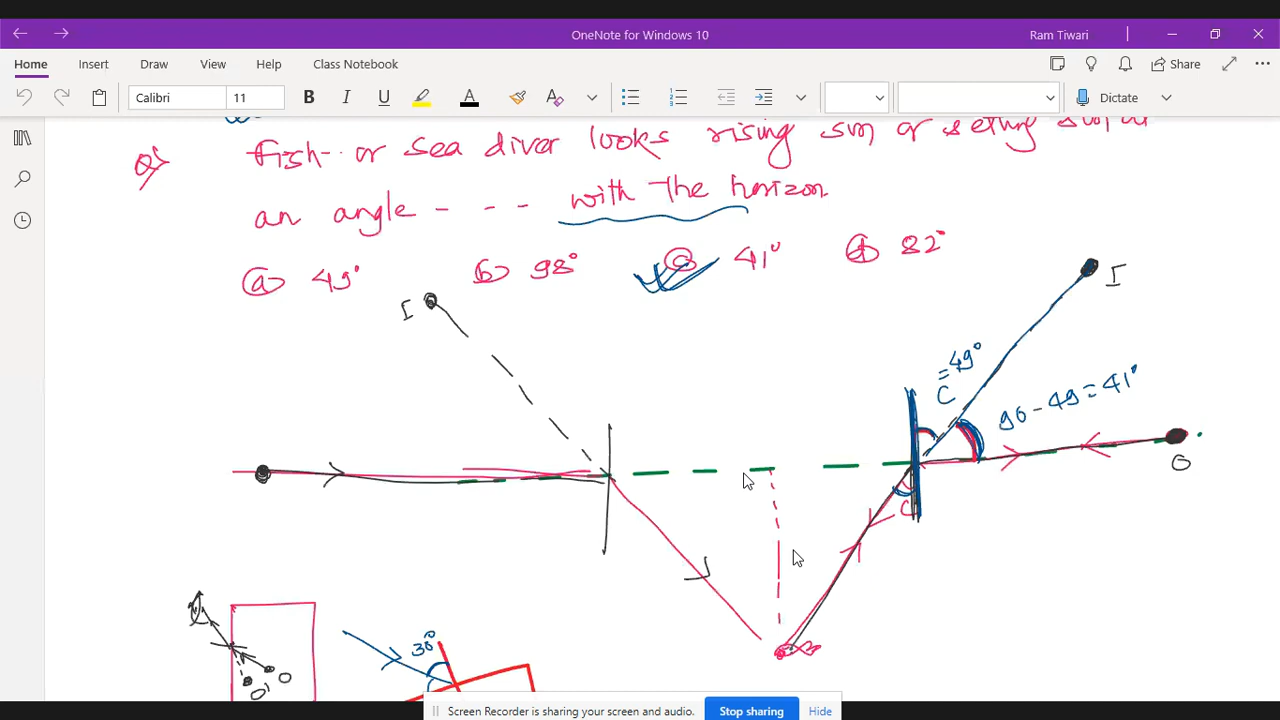 OneNote for Windows 10
Ram Tiwari
Home Insert Draw View Help Class Notebook
Share
Calibri 11 B I U A
Dictate
Q) fish or sea diver looks rising sun or setting sun at
an angle - - - with the horizon
(a) 49° (b) 98° (c) 41° (d) 82°
I
I
= 49°
C
90 - 49 = 41°
O
C
30°
O
O'
Screen Recorder is sharing your screen and audio. Stop sharing Hide